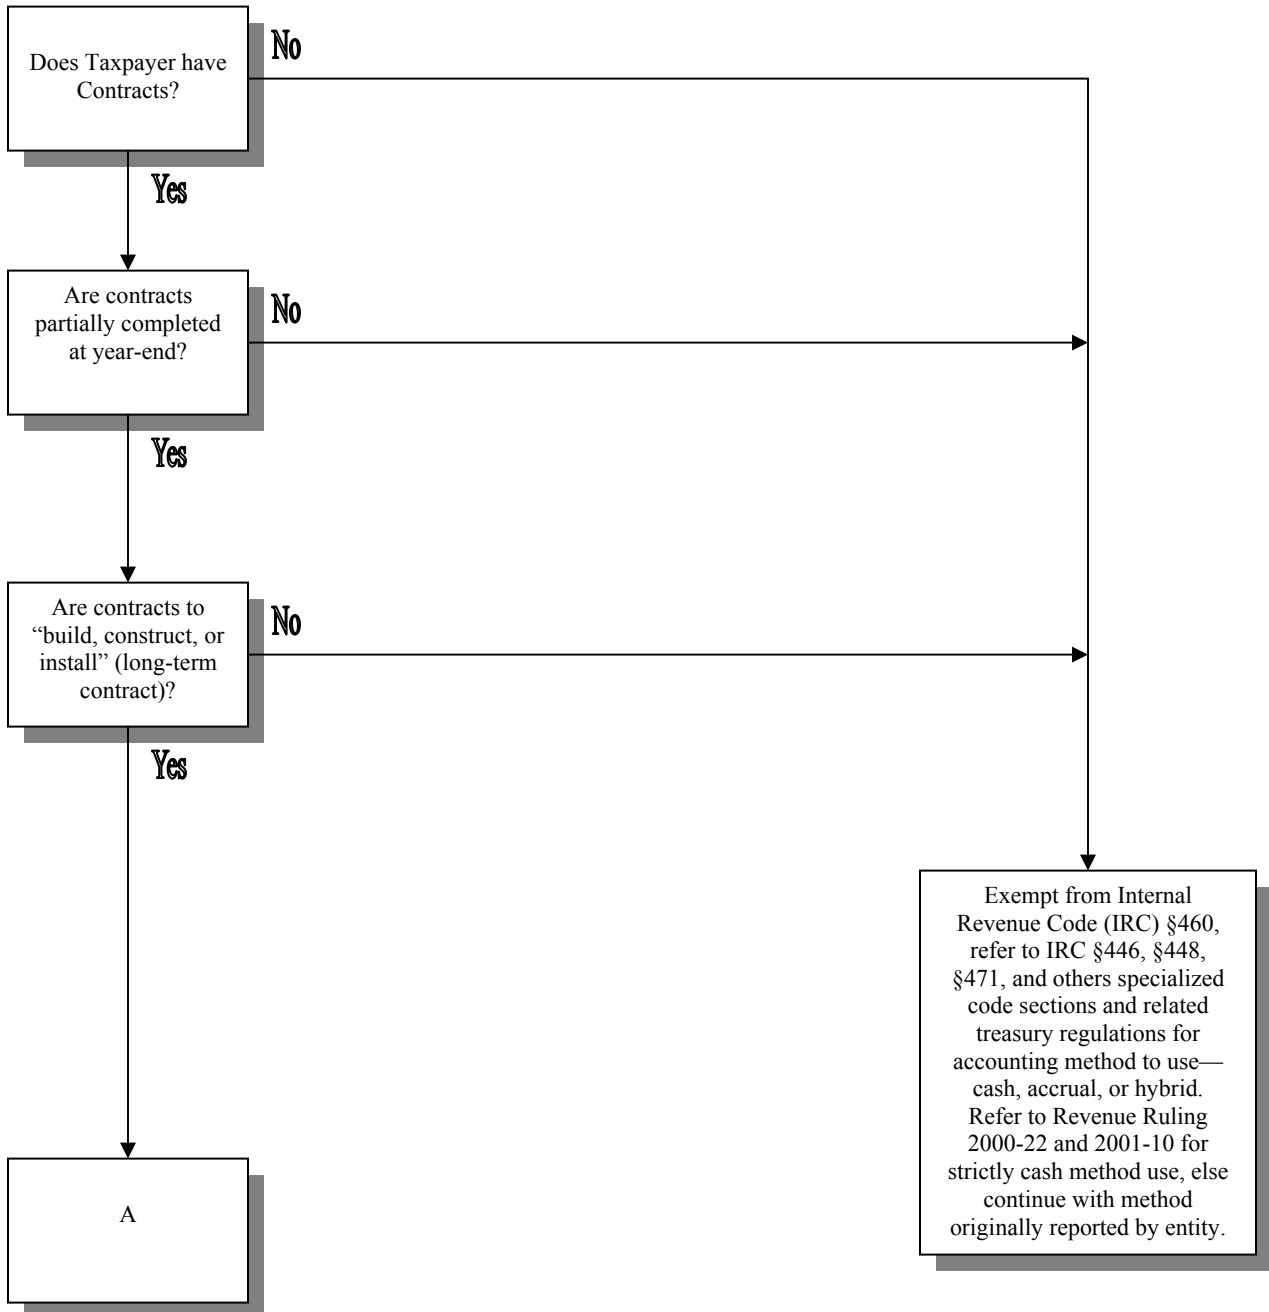 Does Taxpayer have
Contracts?
No
Yes
Are contracts
partially completed
at year-end?
No
Yes
Are contracts to
“build, construct, or
install” (long-term
contract)?
No
Yes
Exempt from Internal
Revenue Code (IRC) §460,
refer to IRC §446, §448,
§471, and others specialized
code sections and related
treasury regulations for
accounting method to use—
cash, accrual, or hybrid.
Refer to Revenue Ruling
2000-22 and 2001-10 for
strictly cash method use, else
continue with method
originally reported by entity.
A